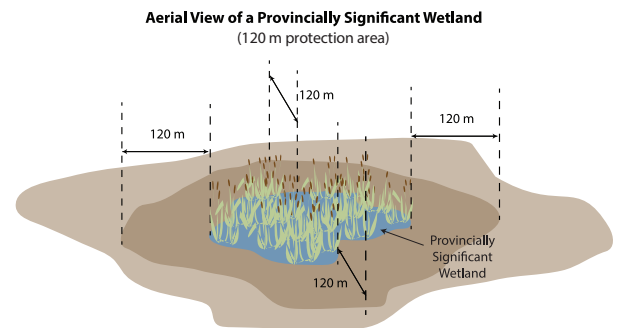 Aerial View of a Provincially Significant Wetland
(120 m protection area)
120 m
120 m
120 m
Provincially
Significant
Wetland
120 m